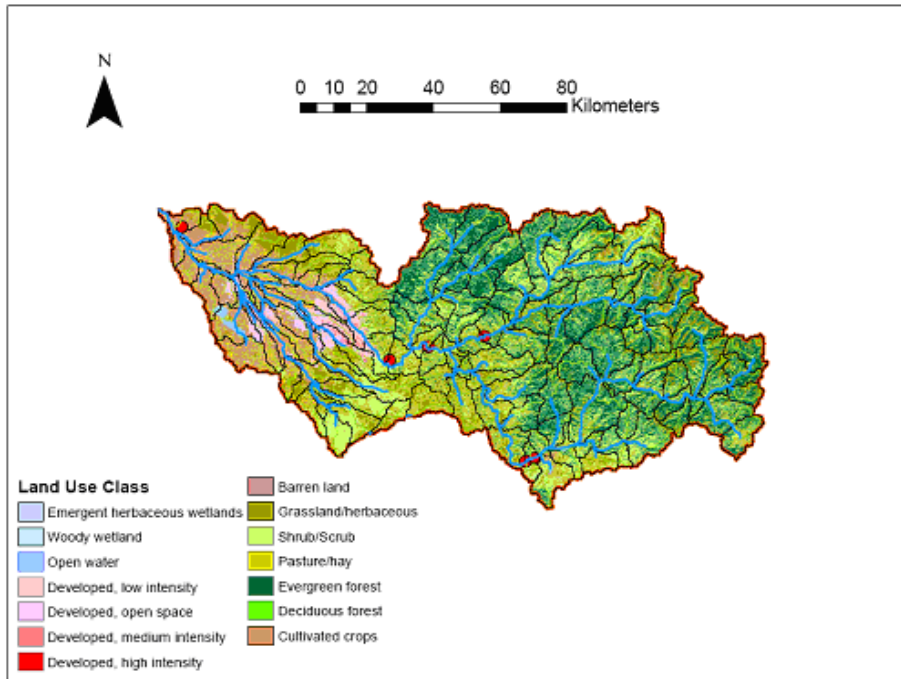 N
0 10 20 40 60 80
Kilometers
Land Use Class
Emergent herbaceous wetlands
Woody wetland
Open water
Developed, low intensity
Developed, open space
Developed, medium intensity
Developed, high intensity
Barren land
Grassland/herbaceous
Shrub/Scrub
Pasture/hay
Evergreen forest
Deciduous forest
Cultivated crops